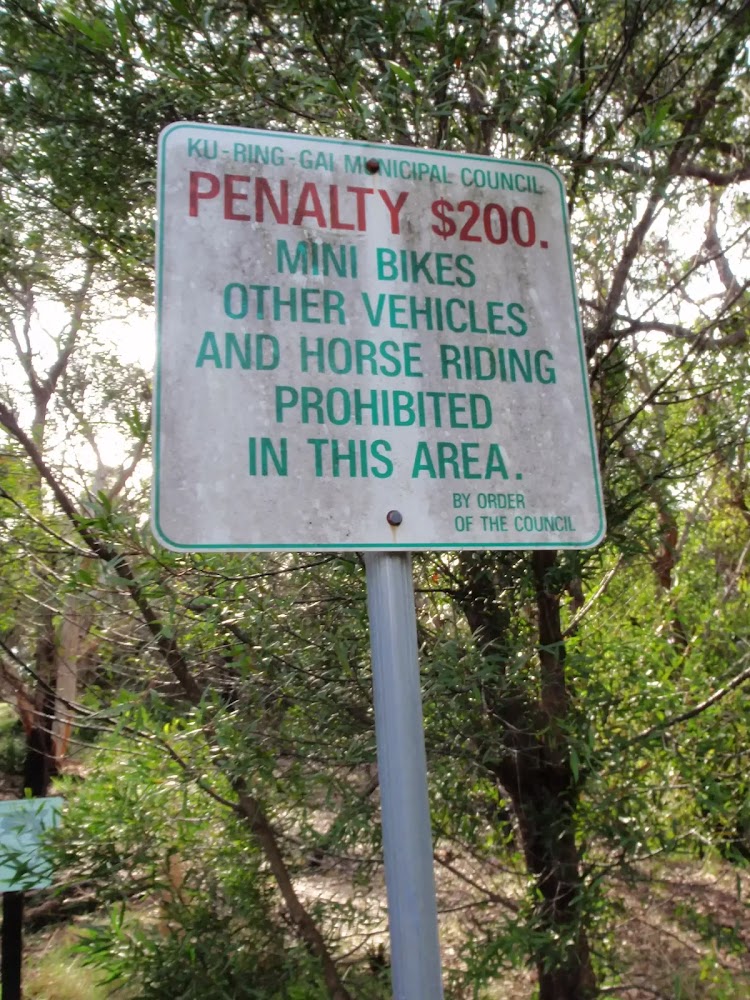 KU-RING-GAI MUNICIPAL COUNCIL
PENALTY $200.
MINI BIKES
OTHER VEHICLES
AND HORSE RIDING
PROHIBITED
IN THIS AREA.
BY ORDER
OF THE COUNCIL